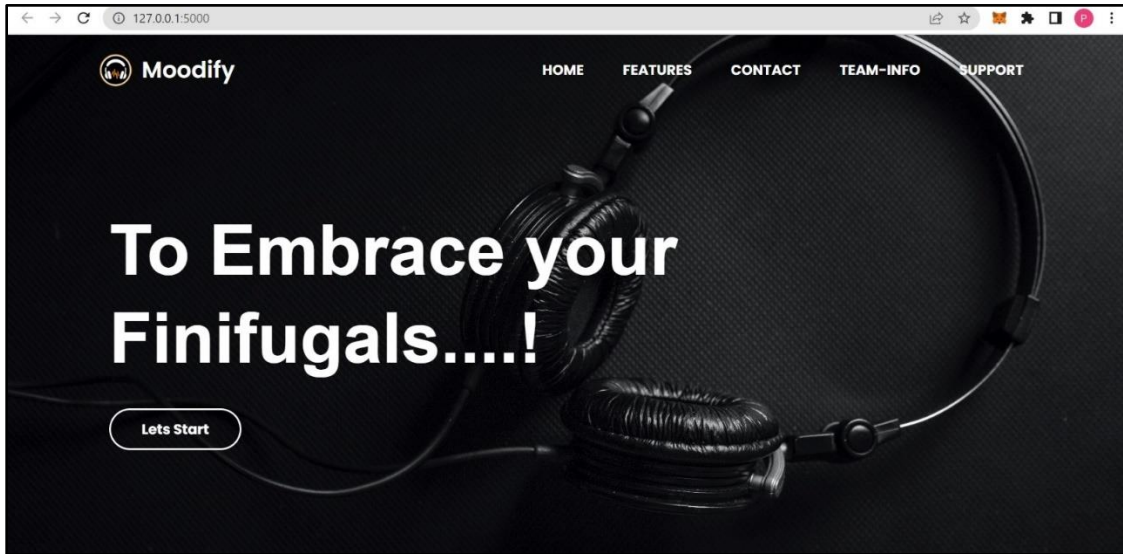 127.0.0.1:5000
P
Moodify
HOME FEATURES CONTACT TEAM-INFO SUPPORT
To Embrace your
Finifugals....!
Lets Start